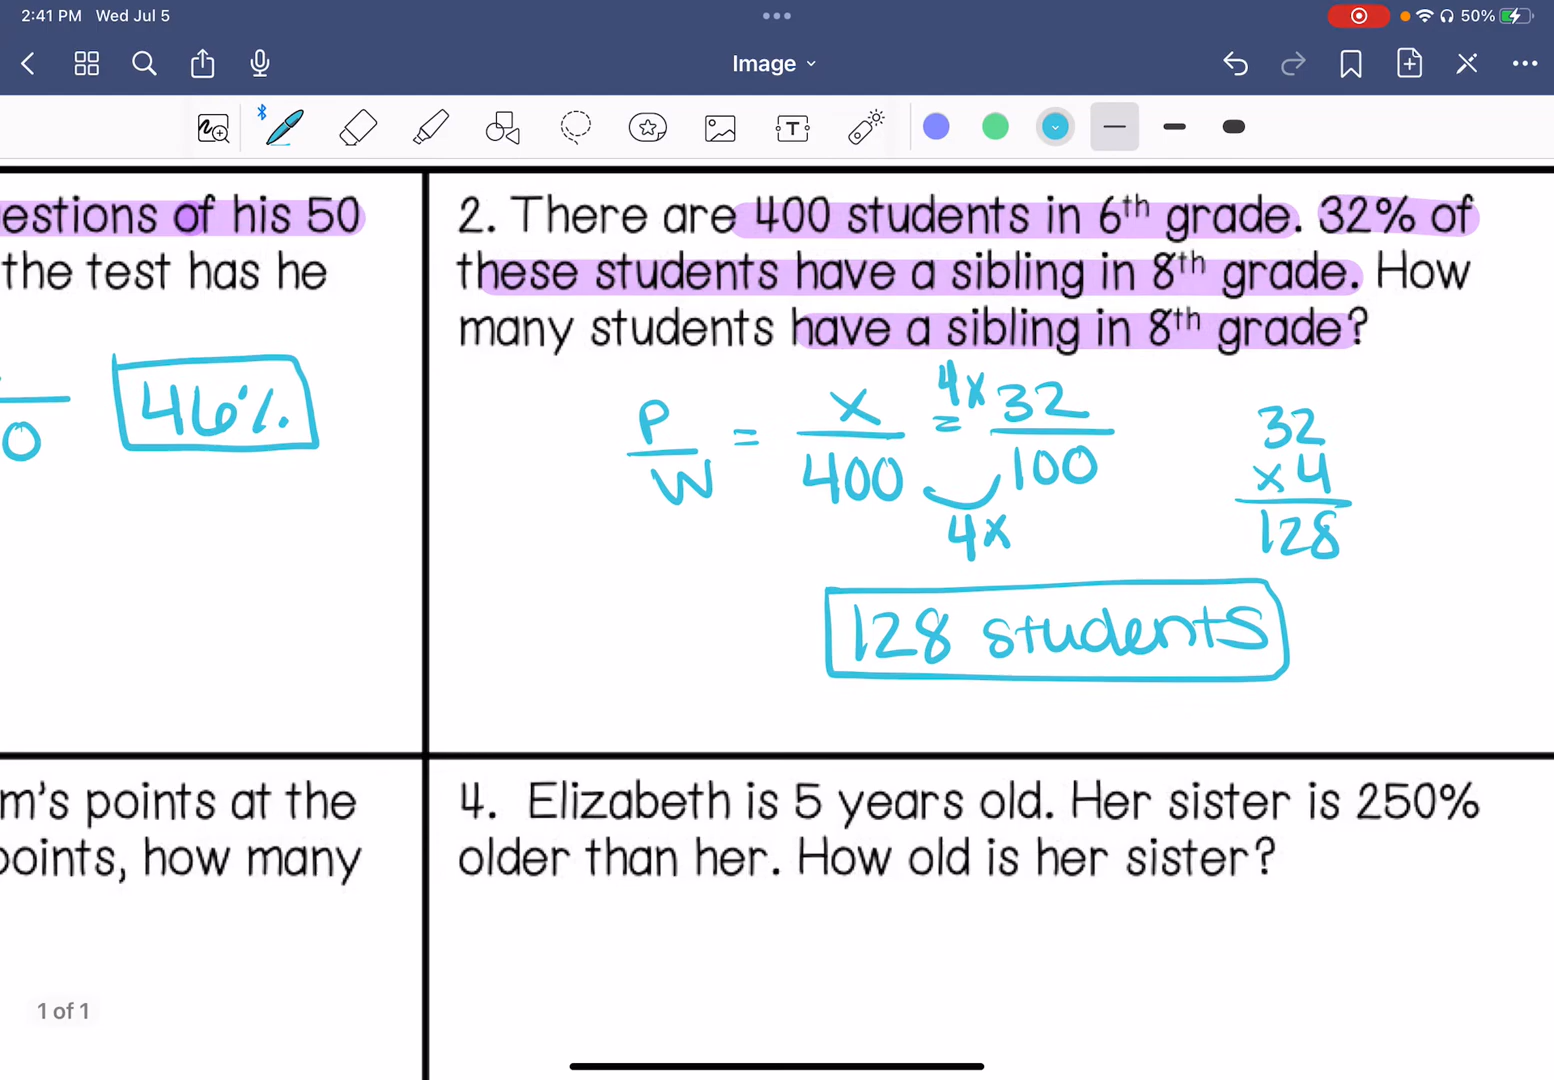 2:41 PM Wed Jul 5
50%
Image
T
estions of his 50
the test has he
0
46%
2. There are 400 students in 6th grade. 32% of
these students have a sibling in 8th grade. How
many students have a sibling in 8th grade?
P/W = x/400 = 32/100
4x
4x
32
x 4
128
128 students
m's points at the
points, how many
4. Elizabeth is 5 years old. Her sister is 250%
older than her. How old is her sister?
1 of 1